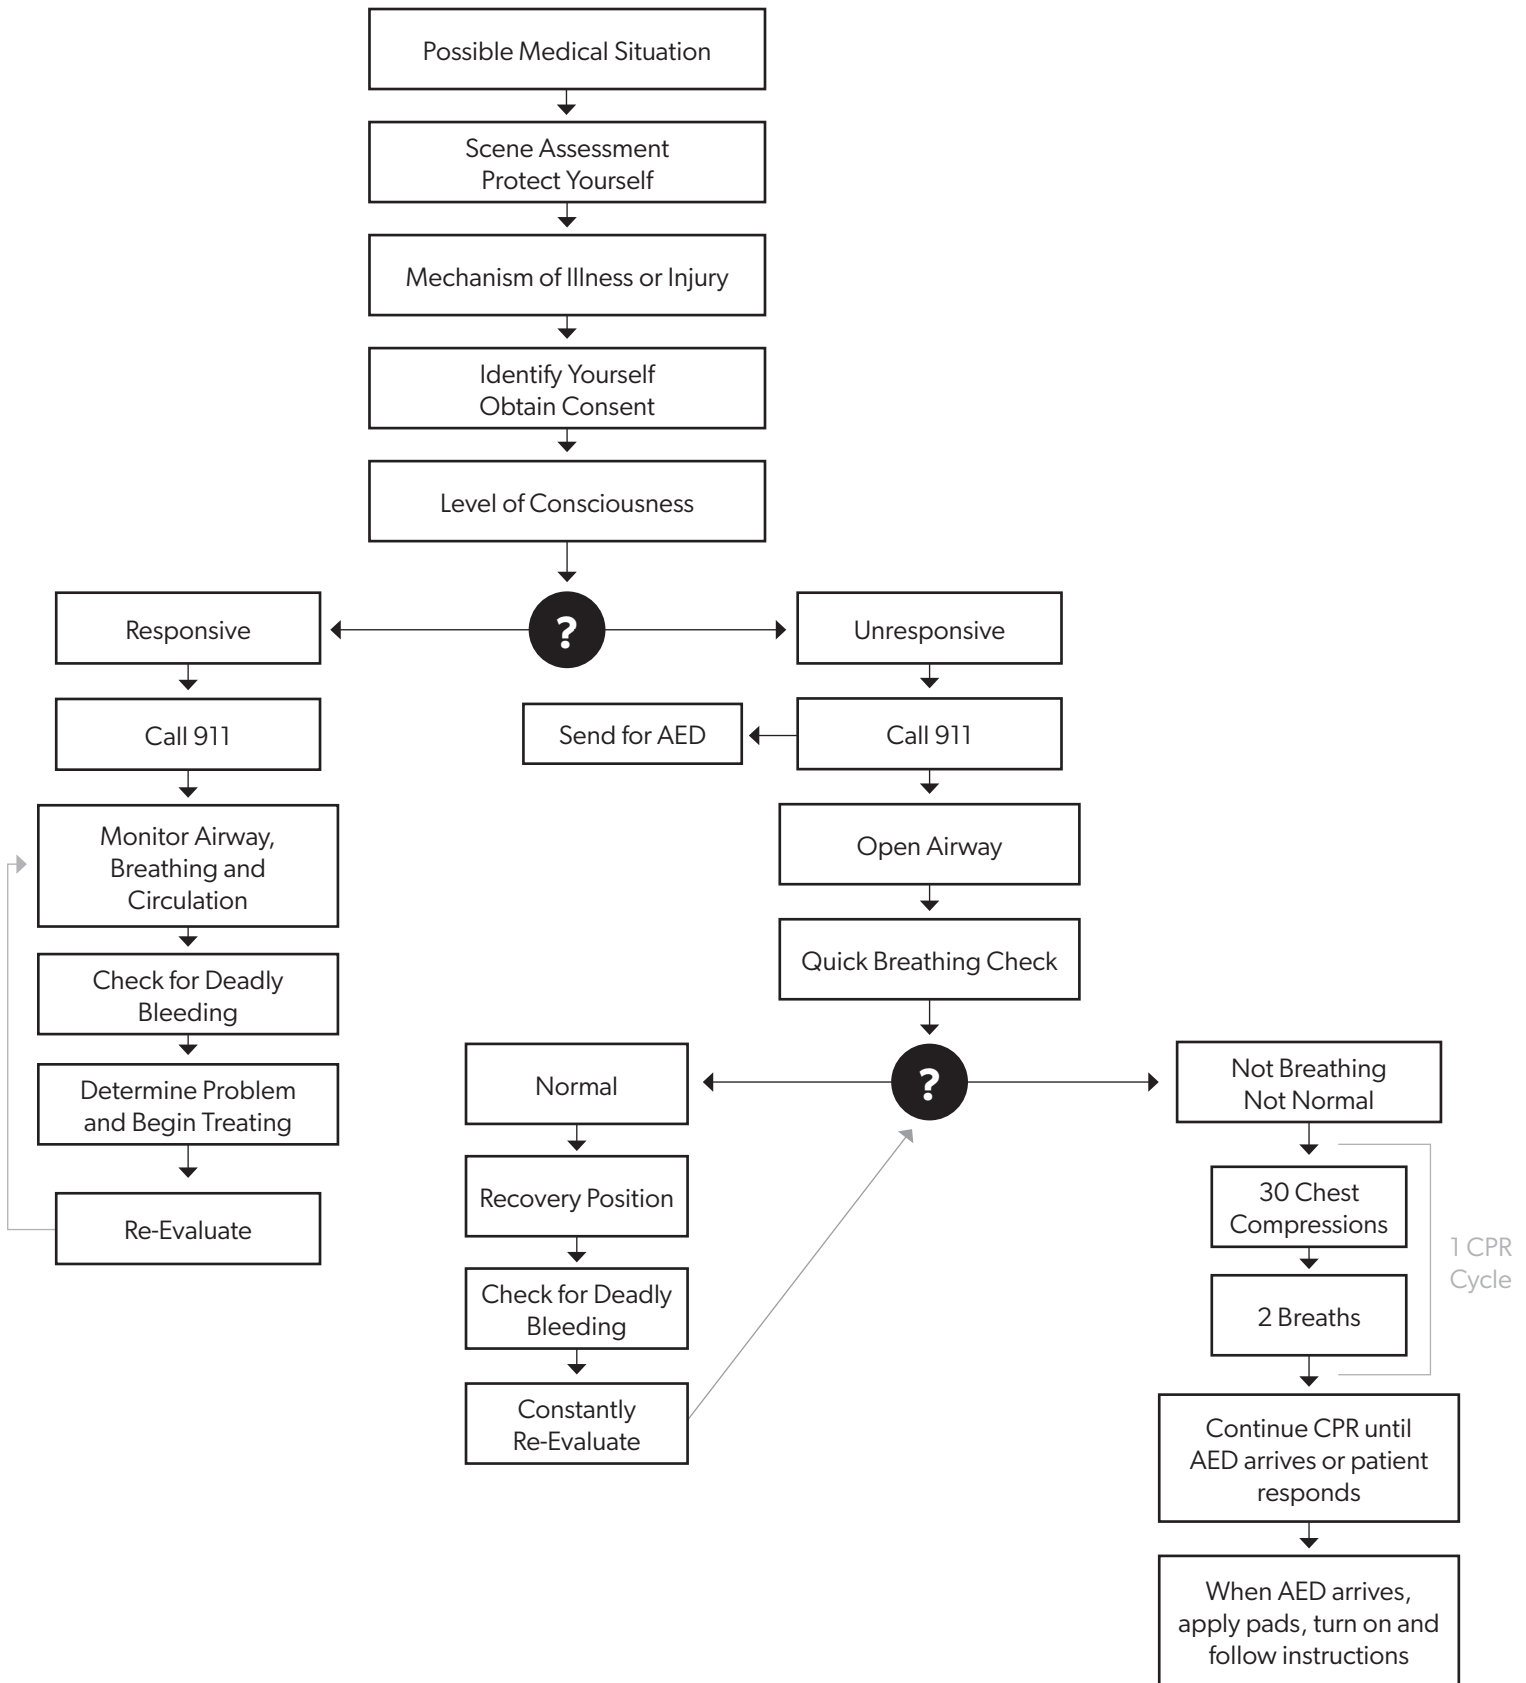 Possible Medical Situation
Scene Assessment
Protect Yourself
Mechanism of Illness or Injury
Identify Yourself
Obtain Consent
Level of Consciousness
?
Responsive
Unresponsive
Call 911
Send for AED
Call 911
Monitor Airway,
Breathing and
Circulation
Check for Deadly
Bleeding
Determine Problem
and Begin Treating
Re-Evaluate
Open Airway
Quick Breathing Check
?
Normal
Recovery Position
Check for Deadly
Bleeding
Constantly
Re-Evaluate
Not Breathing
Not Normal
30 Chest
Compressions
2 Breaths
1 CPR
Cycle
Continue CPR until
AED arrives or patient
responds
When AED arrives,
apply pads, turn on and
follow instructions